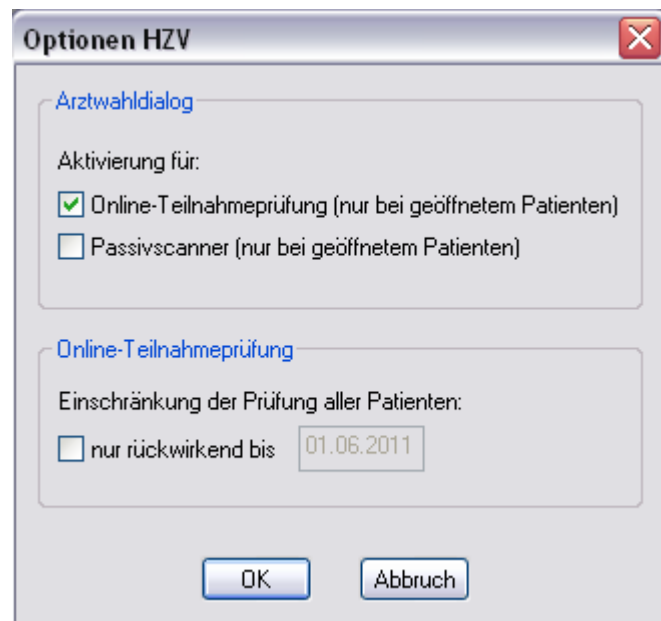 Optionen HZV
Arztwahldialog
Aktivierung für:
Online-Teilnahmeprüfung (nur bei geöffnetem Patienten)
Passivscanner (nur bei geöffnetem Patienten)
Online-Teilnahmeprüfung
Einschränkung der Prüfung aller Patienten:
nur rückwirkend bis 01.06.2011
OK Abbruch